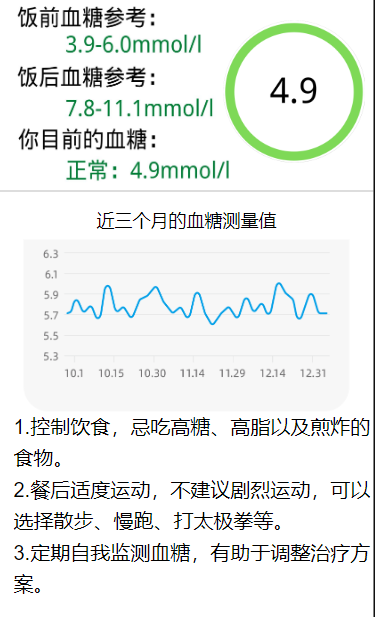 饭前血糖参考：
3.9-6.0mmol/l
饭后血糖参考：
7.8-11.1mmol/l
你目前的血糖：
正常：4.9mmol/l
4.9
近三个月的血糖测量值
6.3
6.1
5.9
5.7
5.5
5.3
10.1 10.15 10.30 11.14 11.29 12.14 12.31
1.控制饮食，忌吃高糖、高脂以及煎炸的
食物。
2.餐后适度运动，不建议剧烈运动，可以
选择散步、慢跑、打太极拳等。
3.定期自我监测血糖，有助于调整治疗方
案。